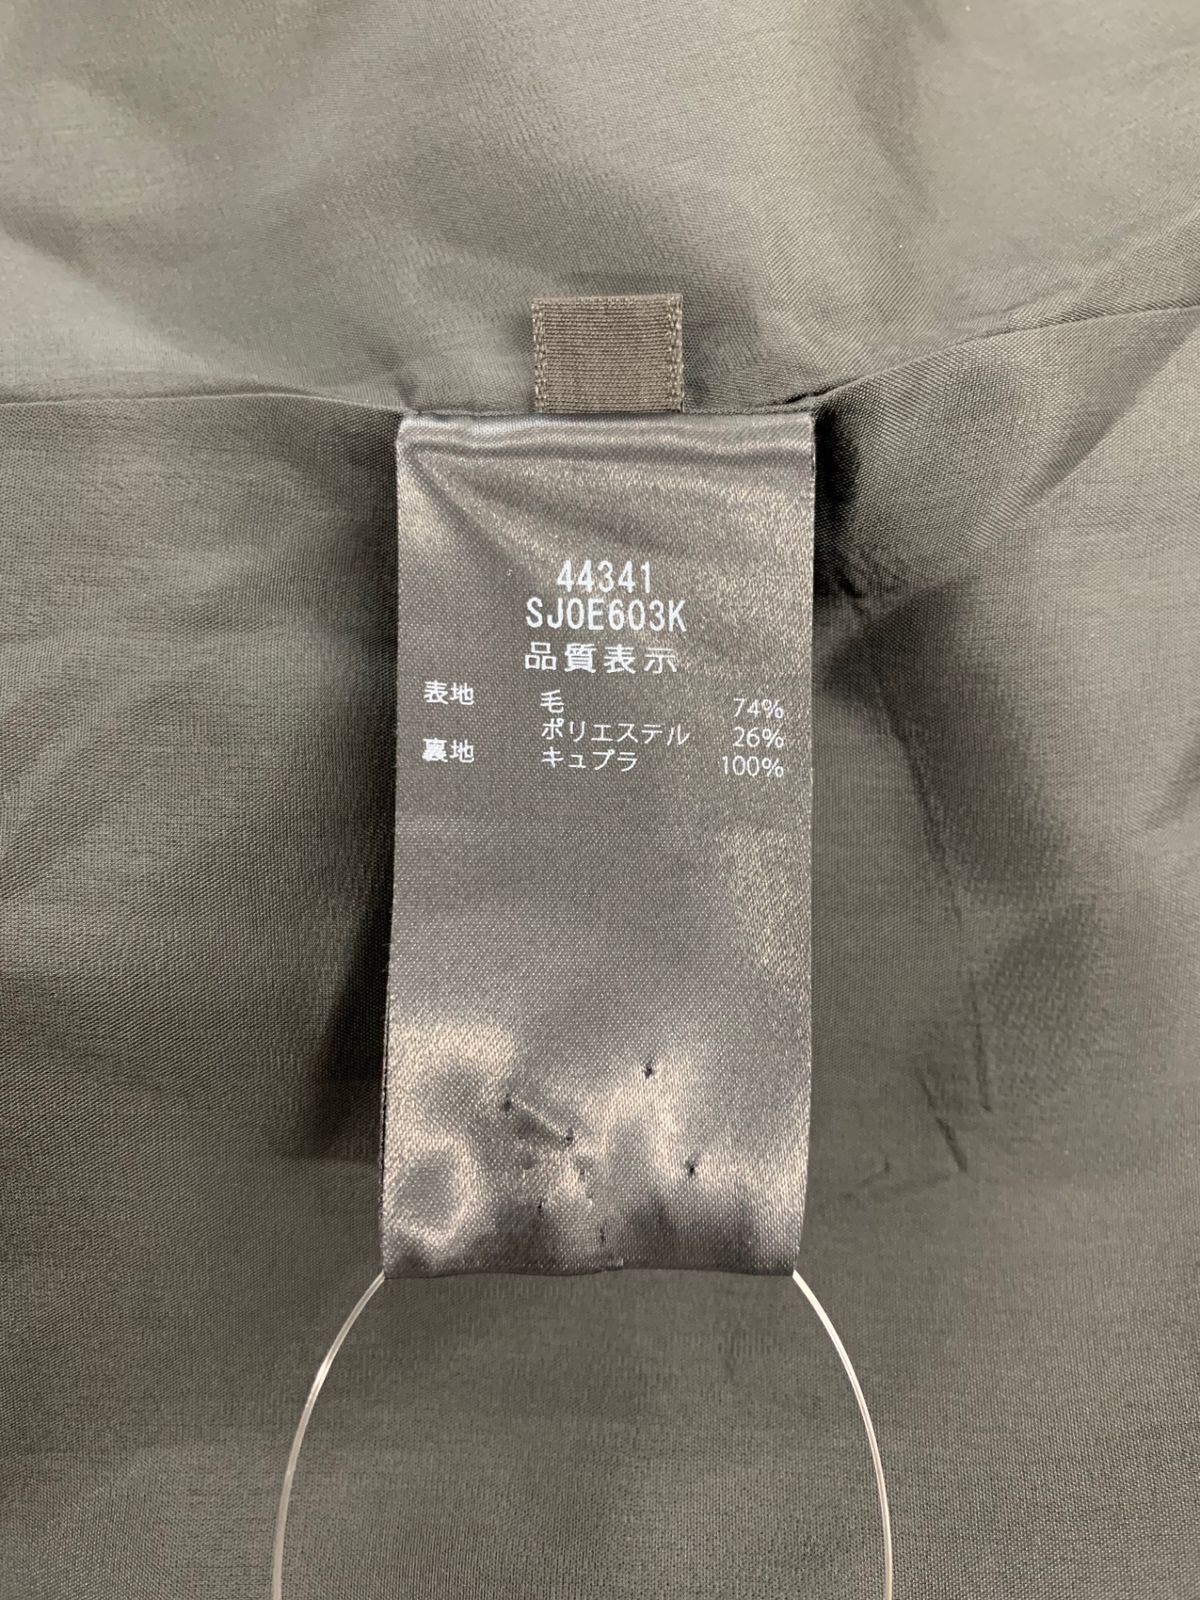 44341
SJ0E603K
品質表示
表地 毛 74%
ポリエステル 26%
裏地 キュプラ 100%